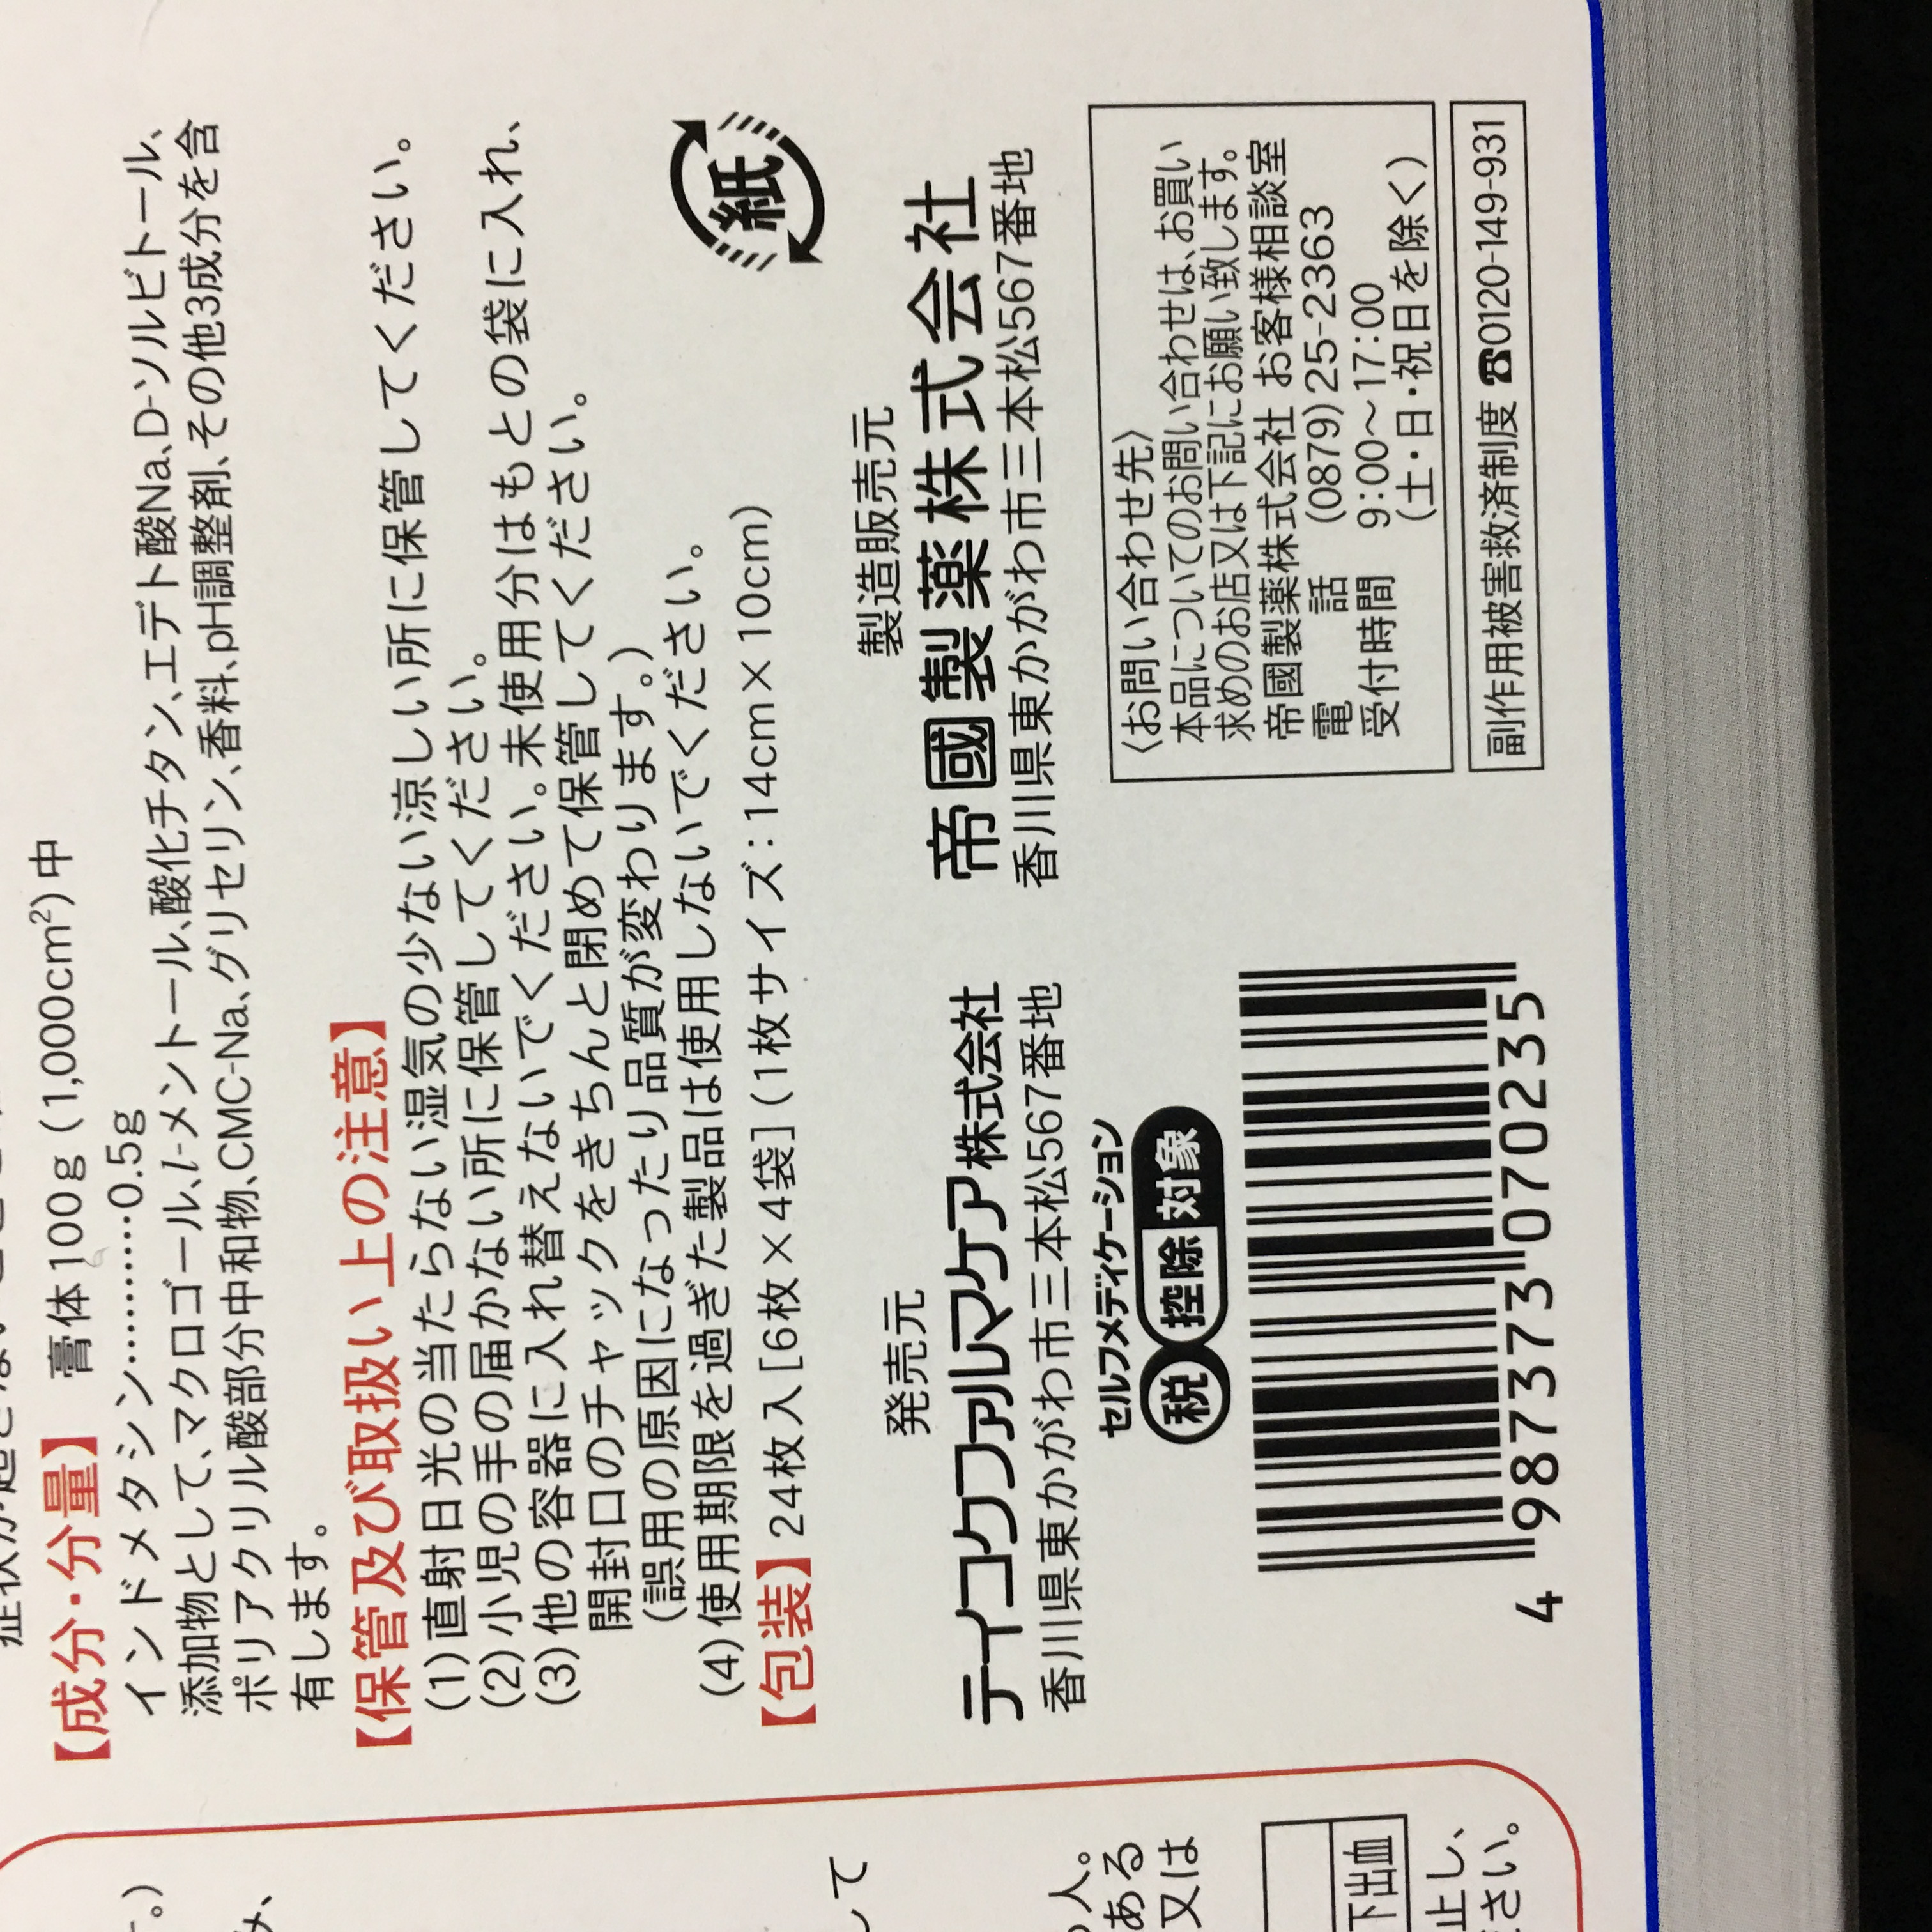 【成分・分量】 膏体100g(1,000cm²)中
インドメタシン…………0.5g
添加物として、マクロゴール、l-メントール、酸化チタン、エデト酸Na、D-ソルビトール、
ポリアクリル酸部分中和物、CMC-Na、グリセリン、香料、pH調整剤、その他3成分を含
有します。
【保管及び取扱い上の注意】
(1)直射日光の当たらない湿気の少ない涼しい所に保管してください。
(2)小児の手の届かない所に保管してください。
(3)他の容器に入れ替えないでください。未使用分はもとの袋に入れ、
開封口のチャックをきちんと閉めて保管してください。
(誤用の原因になったり品質が変わります。)
(4)使用期限を過ぎた製品は使用しないでください。
【包装】24枚入[6枚×4袋](1枚サイズ:14cm×10cm)
紙
発売元
テイコクファルマケア株式会社
香川県東かがわ市三本松567番地
セルフメディケーション
税 控除 対象
4 987373 070235
製造販売元
帝國製薬株式会社
香川県東かがわ市三本松567番地
〈お問い合わせ先〉
本品についてのお問い合わせは、お買い
求めのお店又は下記にお願い致します。
帝國製薬株式会社 お客様相談室
電話 (0879)25-2363
受付時間 9:00〜17:00
(土・日・祝日を除く)
副作用被害救済制度 ☎0120-149-931
して
人。
ある
又は
下出血
止し、
さい。